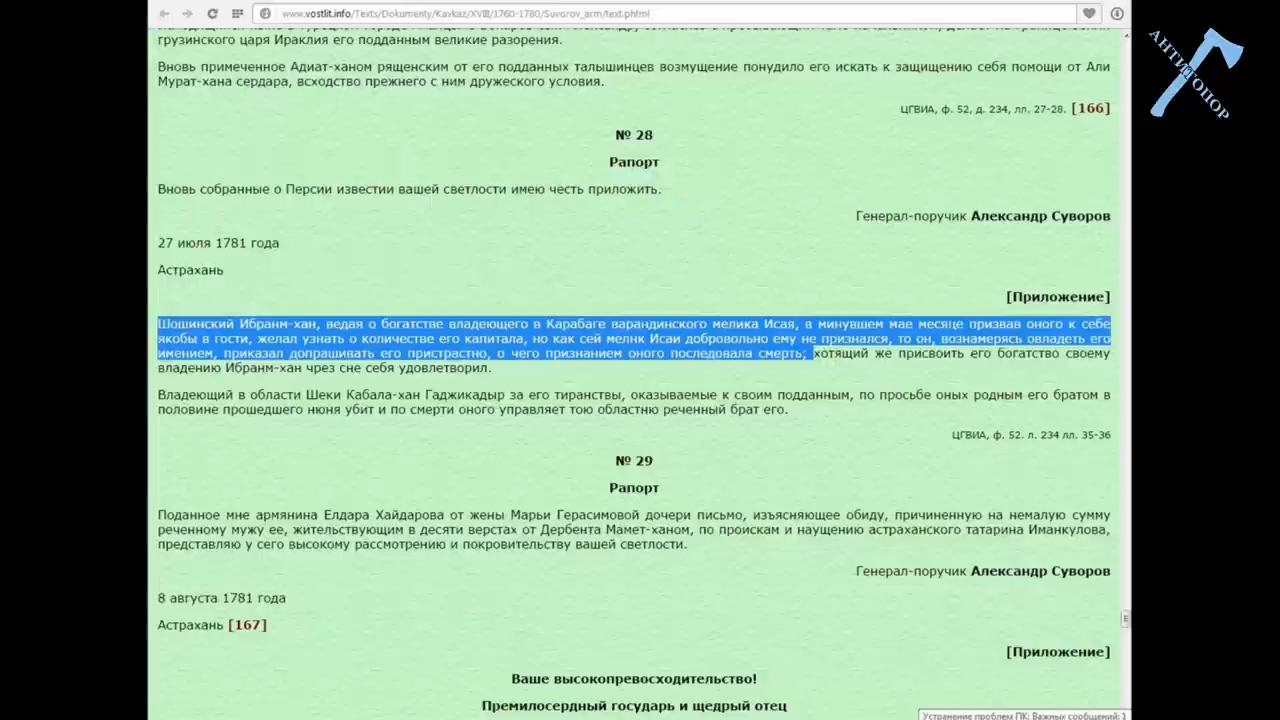 www.vostlit.info/Texts/Dokumenty/Kavkaz/XVIII/1760-1780/Suvorov_arm/text.phtml
грузинского царя Ираклия его подданным великие разорения.
Вновь примеченное Адиат-ханом рященским от его подданных талышинцев возмущение понудило его искать к защищению себя помощи от Али
Мурат-хана сердара, всходство прежнего с ним дружеского условия.
ЦГВИА, ф. 52, д. 234, лл. 27-28. [166]
№ 28
Рапорт
Вновь собранные о Персии известии вашей светлости имею честь приложить.
Генерал-поручик Александр Суворов
27 июля 1781 года
Астрахань
[Приложение]
Шошинский Ибраим-хан, ведая о богатстве владеющего в Карабаге варандинского мелика Исая, в минувшем мае месяце призвав оного к себе
якобы в гости, желал узнать о количестве его капитала, но как сей мелик Исаи добровольно ему не признался, то он, вознамерясь овладеть его
имением, приказал допрашивать его пристрастно, о чего признанием оного последовала смерть; хотящий же присвоить его богатство своему
владению Ибраим-хан чрез сне себя удовлетворил.
Владеющий в области Шеки Кабала-хан Гаджикадыр за его тиранствы, оказываемые к своим подданным, по просьбе оных родным его братом в
половине прошедшего нюня убит и по смерти оного управляет тою областню реченный брат его.
ЦГВИА, ф. 52. л. 234 лл. 35-36
№ 29
Рапорт
Поданное мне армянина Елдара Хайдарова от жены Марьи Герасимовой дочери письмо, изъясняющее обиду, причиненную на немалую сумму
реченному мужу ее, жительствующим в десяти верстах от Дербента Мамет-ханом, по проискам и наущению астраханского татарина Иманкулова,
представляю у сего высокому рассмотрению и покровительству вашей светлости.
Генерал-поручик Александр Суворов
8 августа 1781 года
Астрахань [167]
[Приложение]
Ваше высокопревосходительство!
Премилосердный государь и щедрый отец
Устранение проблем ПК: Важных сообщений: 1
АНТИТОПОР